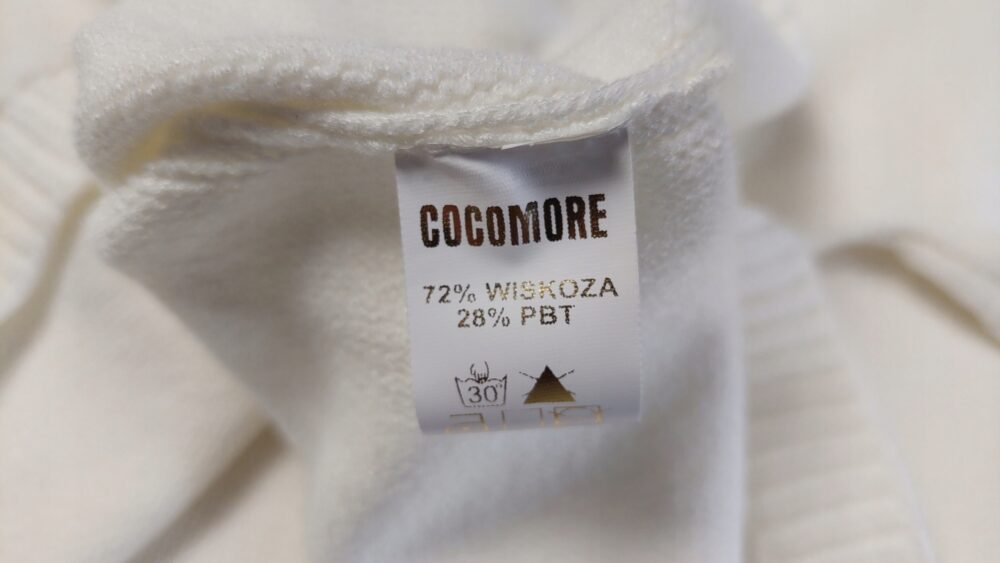 COCOMORE
72% WISKOZA
28% PBT
30°